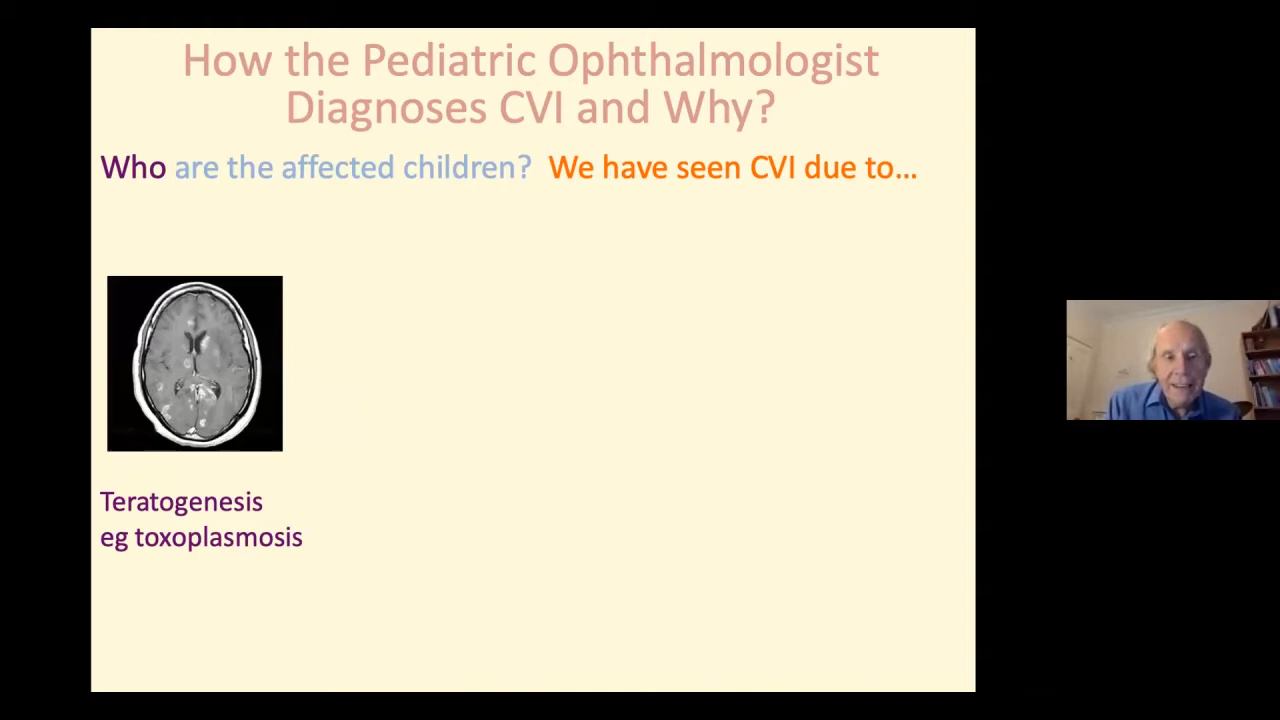 How the Pediatric Ophthalmologist
Diagnoses CVI and Why?
Who are the affected children? We have seen CVI due to...
Teratogenesis
eg toxoplasmosis